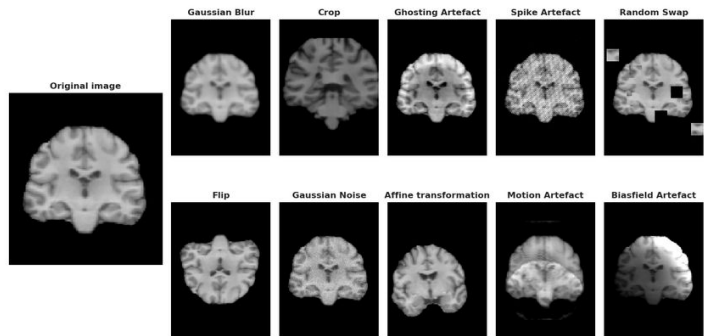 Gaussian Blur
Crop
Ghosting Artefact
Spike Artefact
Random Swap
Original image
Flip
Gaussian Noise
Affine transformation
Motion Artefact
Biasfield Artefact